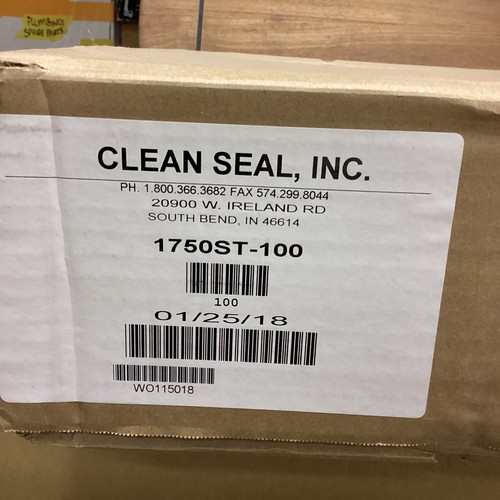 PLUMBING
SPARE PARTS
CLEAN SEAL, INC.
PH. 1.800.366.3682 FAX 574.299.8044
20900 W. IRELAND RD
SOUTH BEND, IN 46614
1750ST-100
100
01/25/18
WO115018